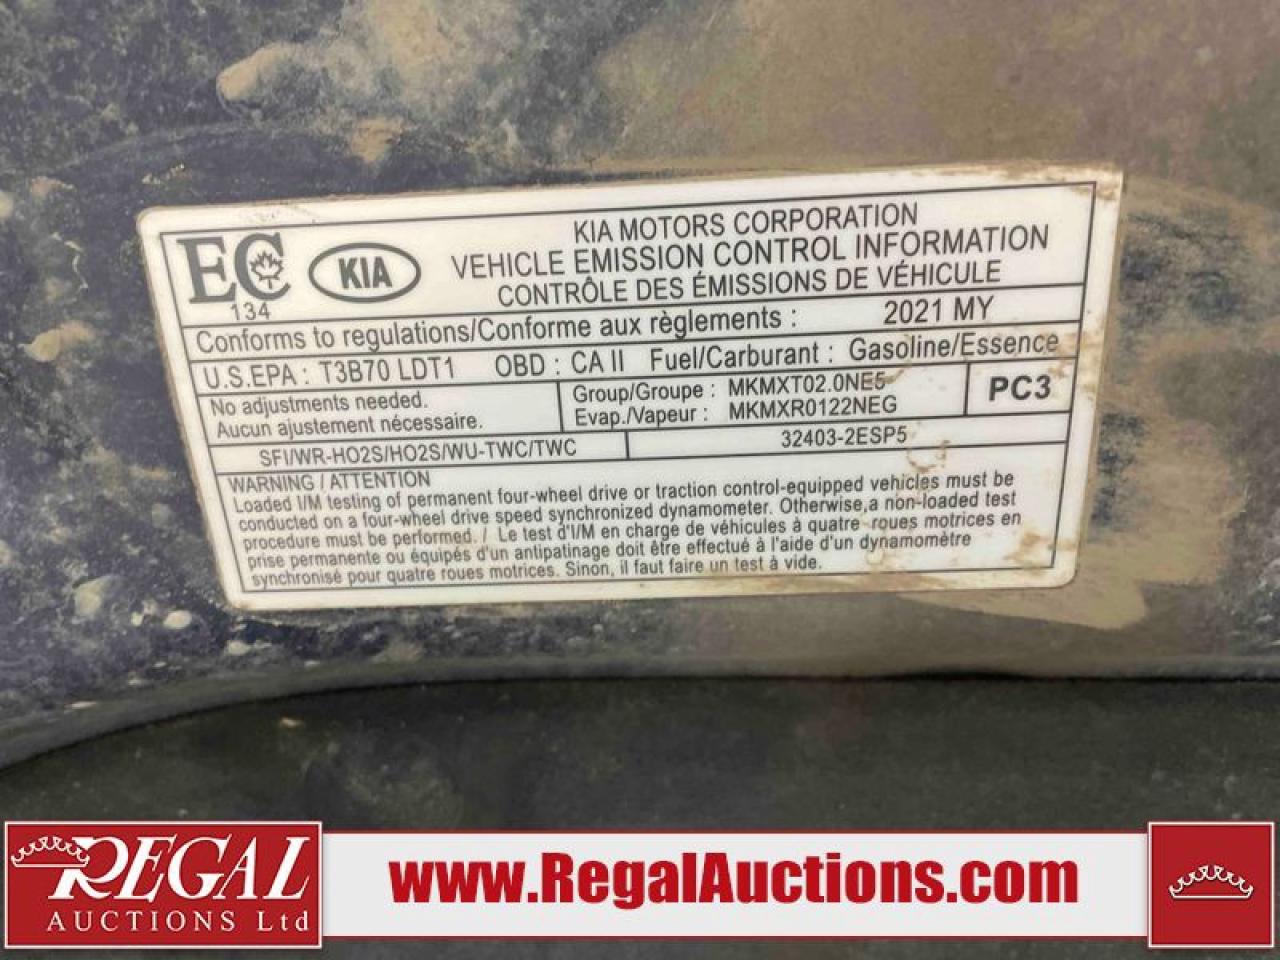 EC
134
KIA
KIA MOTORS CORPORATION
VEHICLE EMISSION CONTROL INFORMATION
CONTRÔLE DES ÉMISSIONS DE VÉHICULE
Conforms to regulations/Conforme aux règlements : 2021 MY
U.S.EPA : T3B70 LDT1 OBD : CA II Fuel/Carburant : Gasoline/Essence
No adjustments needed.
Aucun ajustement nécessaire.
Group/Groupe : MKMXT02.0NE5
Evap./Vapeur : MKMXR0122NEG
PC3
SFI/WR-HO2S/HO2S/WU-TWC/TWC
32403-2ESP5
WARNING / ATTENTION
Loaded I/M testing of permanent four-wheel drive or traction control-equipped vehicles must be
conducted on a four-wheel drive speed synchronized dynamometer. Otherwise,a non-loaded test
procedure must be performed. / Le test d'I/M en charge de véhicules à quatre roues motrices en
prise permanente ou équipés d'un antipatinage doit être effectué à l'aide d'un dynamomètre
synchronisé pour quatre roues motrices. Sinon, il faut faire un test à vide.
REGAL
AUCTIONS Ltd
www.RegalAuctions.com